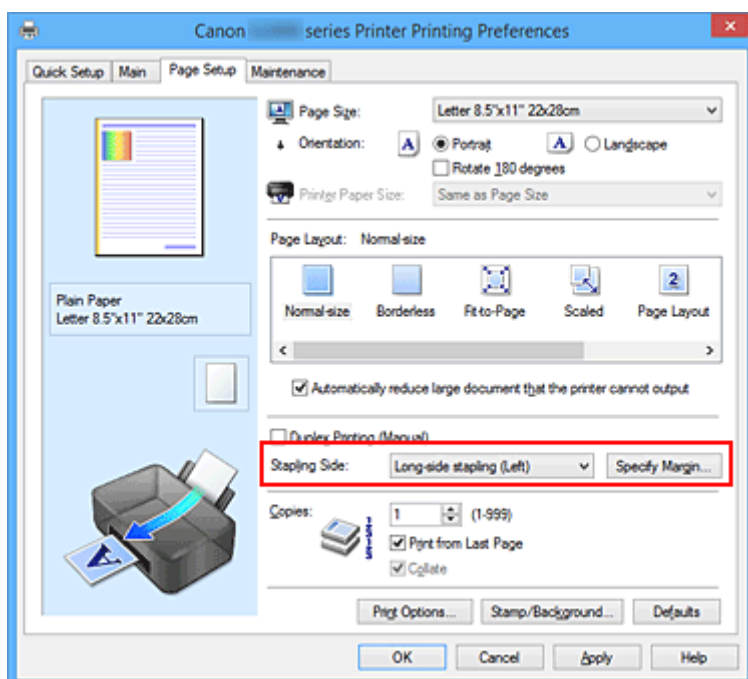 Canon series Printer Printing Preferences
Quick Setup Main Page Setup Maintenance
Page Size: Letter 8.5"x11" 22x28cm
Orientation: A Portrait A Landscape
Rotate 180 degrees
Printer Paper Size: Same as Page Size
Page Layout: Normal-size
2
Normal-size Borderless Fit-to-Page Scaled Page Layout
Plain Paper
Letter 8.5"x11" 22x28cm
Automatically reduce large document that the printer cannot output
Duplex Printing (Manual)
Stapling Side: Long-side stapling (Left) Specify Margin...
Copies: 1 (1-999)
Print from Last Page
Collate
A
Print Options... Stamp/Background... Defaults
OK Cancel Apply Help